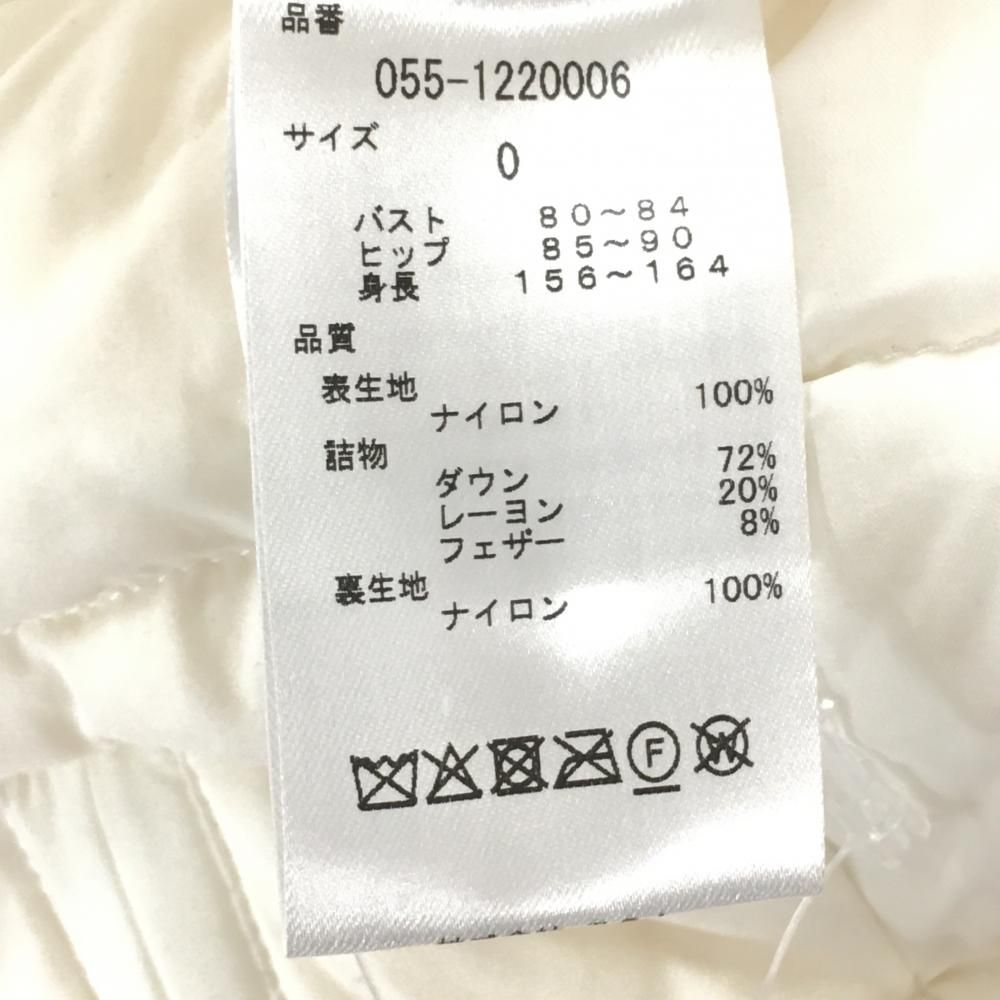 品番
055-1220006
サイズ
0
バスト 80～84
ヒップ 85～90
身長 156～164
品質
表生地
ナイロン 100%
詰物
ダウン 72%
レーヨン 20%
フェザー 8%
裏生地
ナイロン 100%
F W